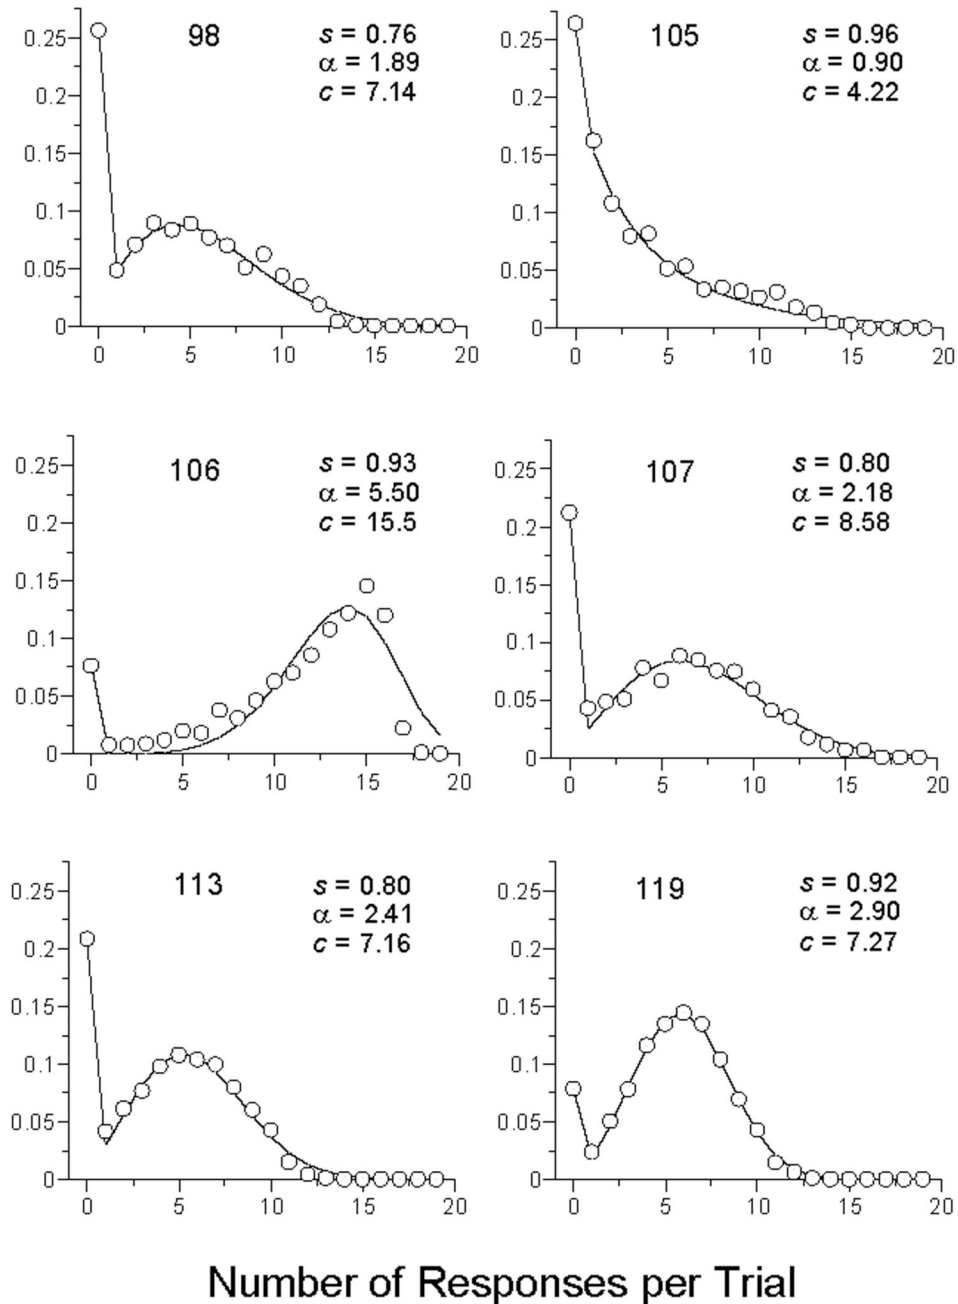 98
s = 0.76
α = 1.89
c = 7.14
0.25
0.2
0.15
0.1
0.05
0
0 5 10 15 20
105
s = 0.96
α = 0.90
c = 4.22
0.25
0.2
0.15
0.1
0.05
0
0 5 10 15 20
106
s = 0.93
α = 5.50
c = 15.5
0.25
0.2
0.15
0.1
0.05
0
0 5 10 15 20
107
s = 0.80
α = 2.18
c = 8.58
0.25
0.2
0.15
0.1
0.05
0
0 5 10 15 20
113
s = 0.80
α = 2.41
c = 7.16
0.25
0.2
0.15
0.1
0.05
0
0 5 10 15 20
119
s = 0.92
α = 2.90
c = 7.27
0.25
0.2
0.15
0.1
0.05
0
0 5 10 15 20
Number of Responses per Trial